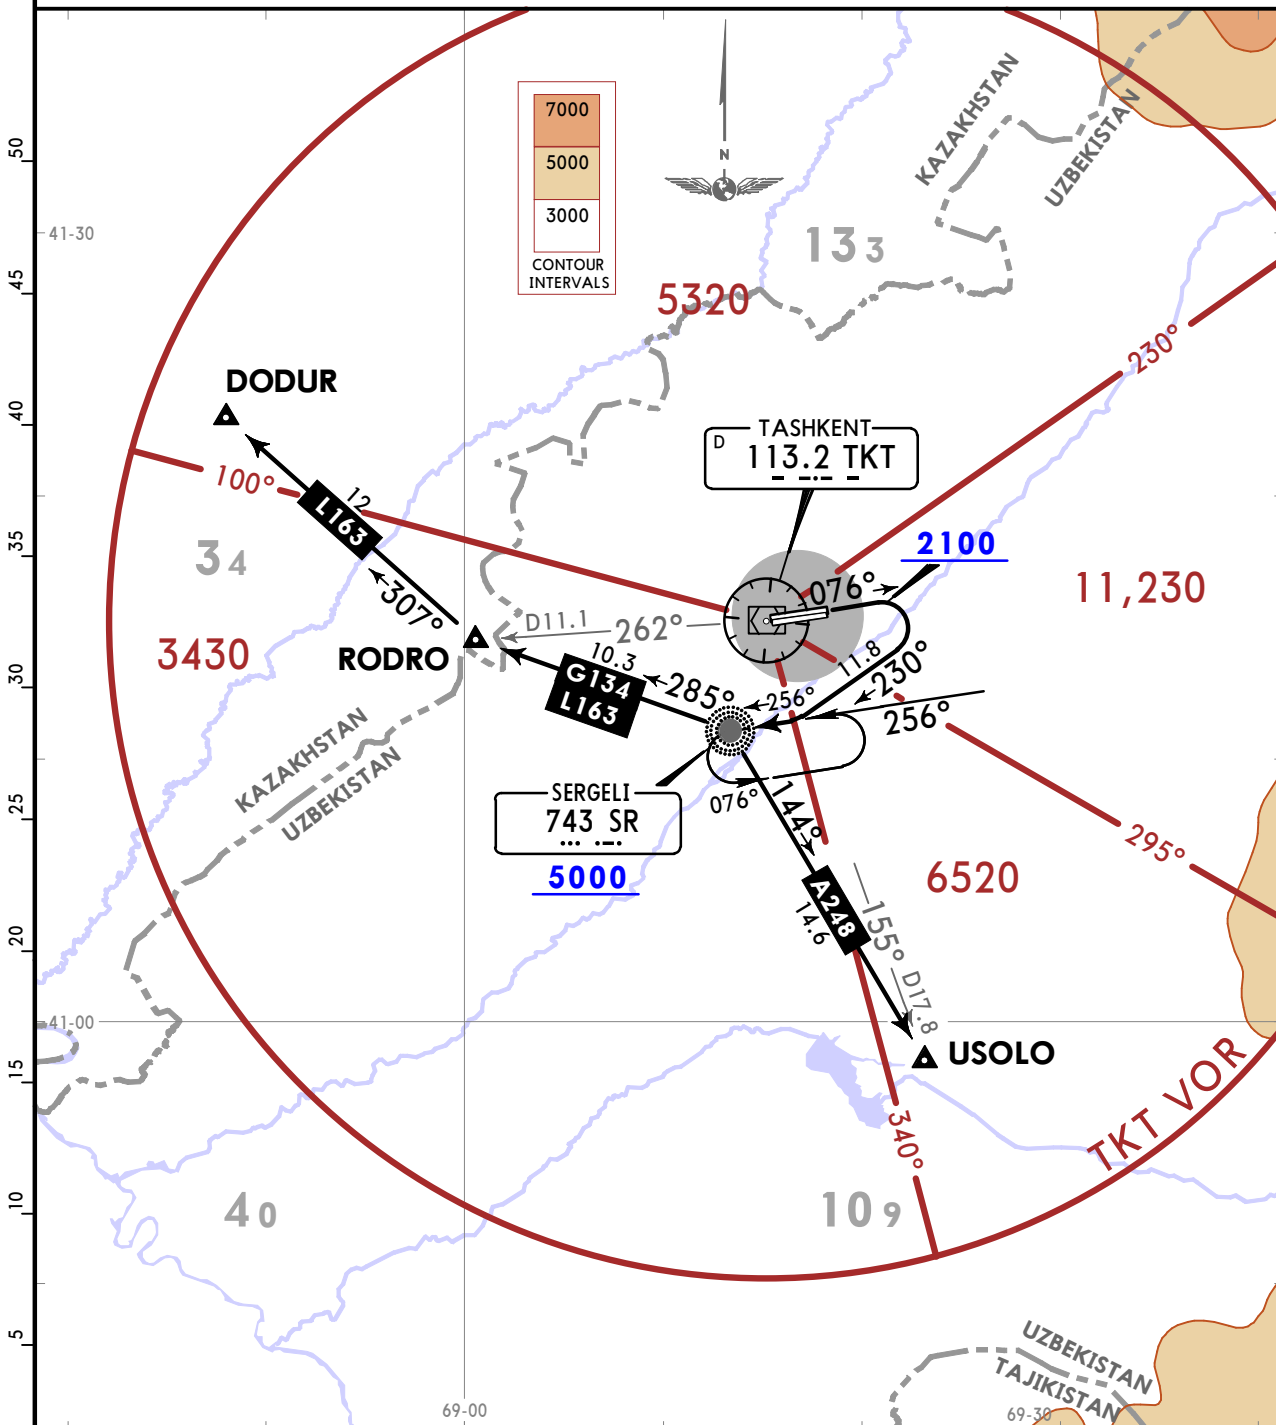 7000
5000
3000
CONTOUR
INTERVALS
N
KAZAKHSTAN
UZBEKISTAN
50
41-30
45
13 3
5320
230°
DODUR
40
TASHKENT
D
113.2 TKT
100°
12
L163
35
2100
34
076°
11,230
307°
D11.1
262°
3430
RODRO
10.3
G134
L163
285°
11.8
230°
30
256°
256°
KAZAKHSTAN
UZBEKISTAN
SERGELI
743 SR
076°
5000
144°
25
295°
6520
A248
14.6
155°
D17.8
20
41-00
USOLO
15
TKT VOR
340°
10
40
10 9
5
UZBEKISTAN
TAJIKISTAN
69-00
69-30